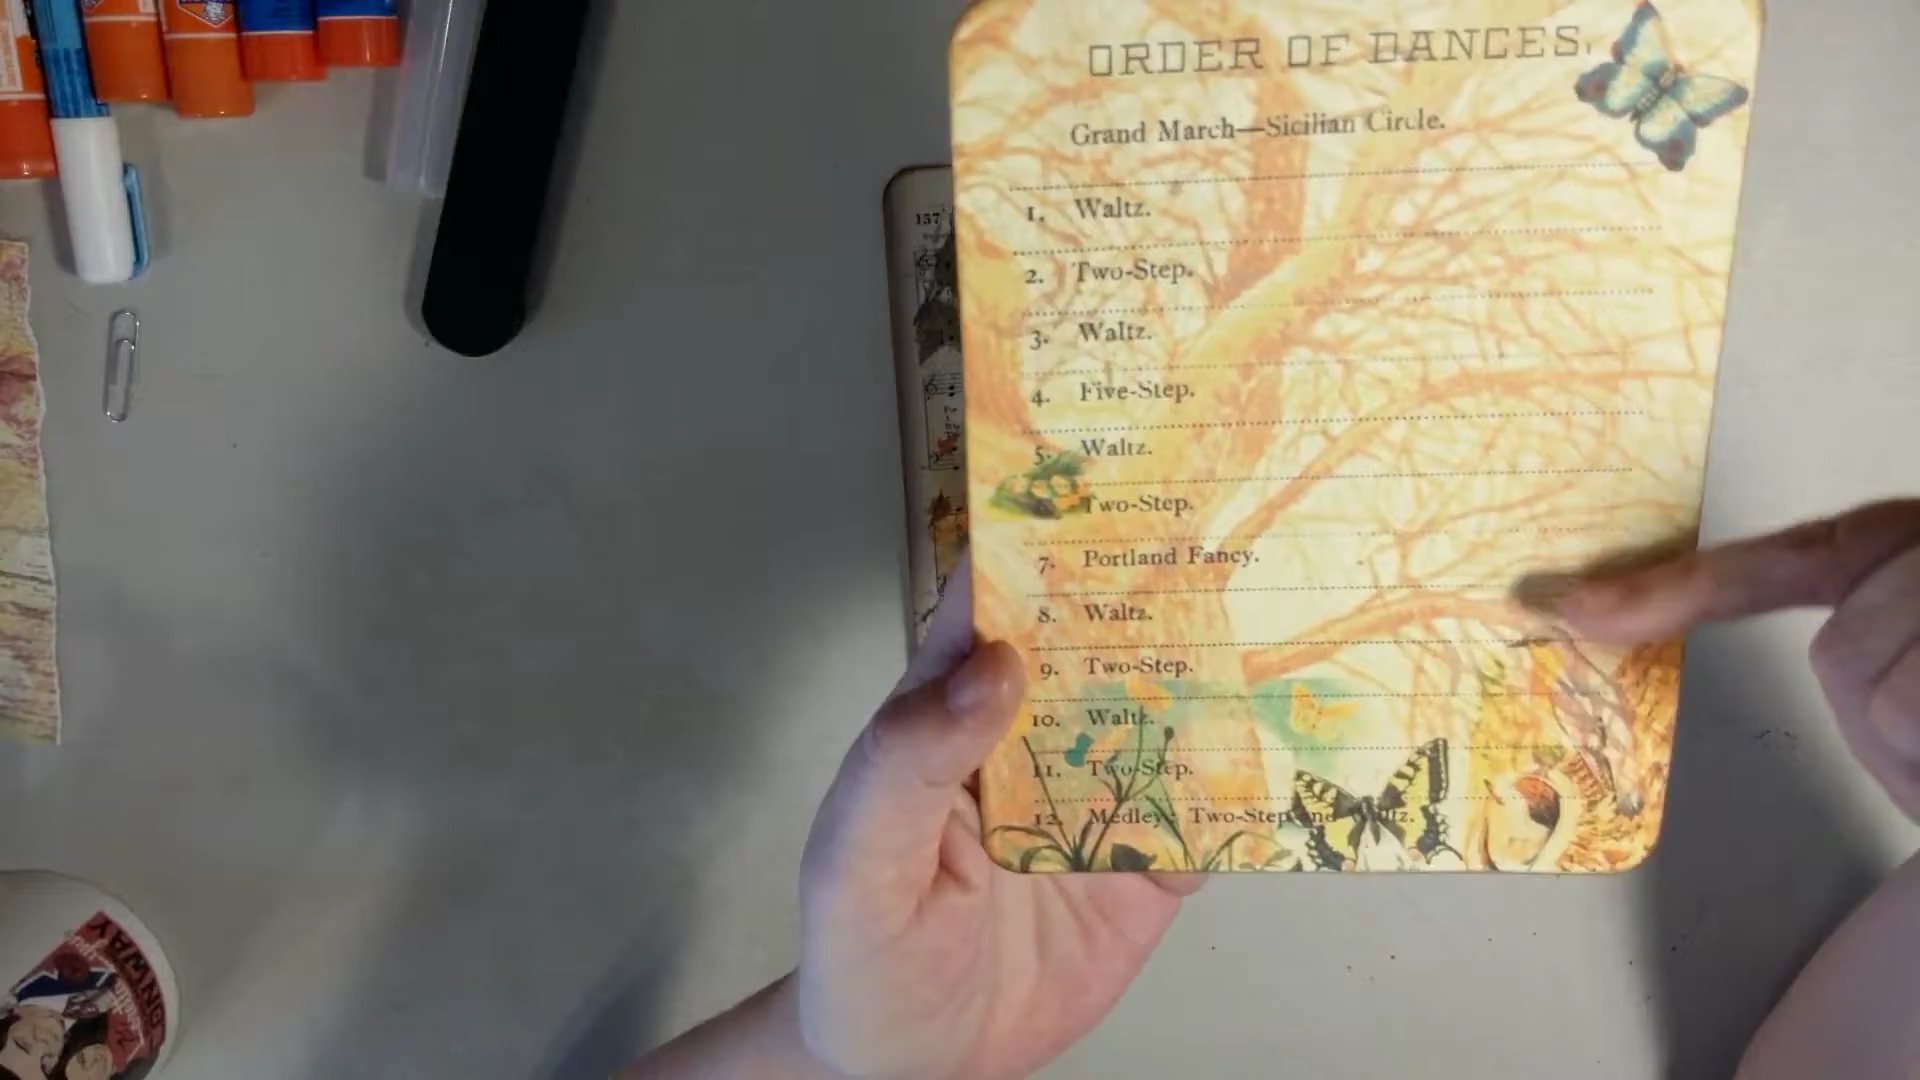 ORDER OF DANCES.
Grand March—Sicilian Circle.
1. Waltz.
2. Two-Step.
3. Waltz.
4. Five-Step.
5. Waltz.
Two-Step.
7. Portland Fancy.
8. Waltz.
9. Two-Step.
10. Waltz.
11. Two-Step.
12. Medley: Two-Step and Waltz.
157